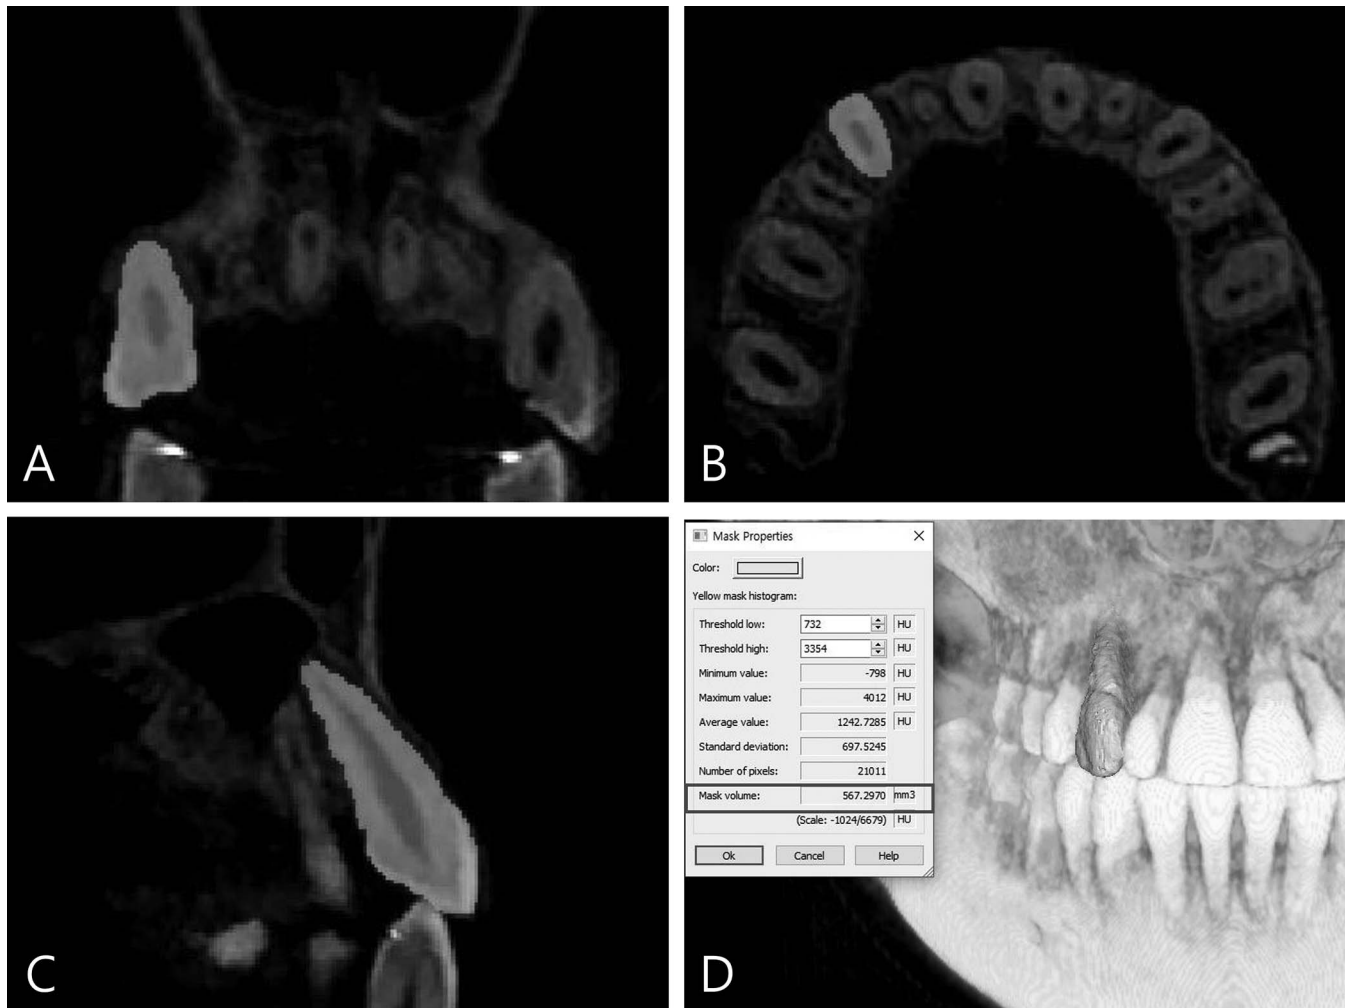 A
B
C
D
Mask Properties
Color:
Yellow mask histogram:
Threshold low: 732 HU
Threshold high: 3354 HU
Minimum value: -798 HU
Maximum value: 4012 HU
Average value: 1242.7285 HU
Standard deviation: 697.5245
Number of pixels: 21011
Mask volume: 567.2970 mm3
(Scale: -1024/6679) HU
Ok Cancel Help